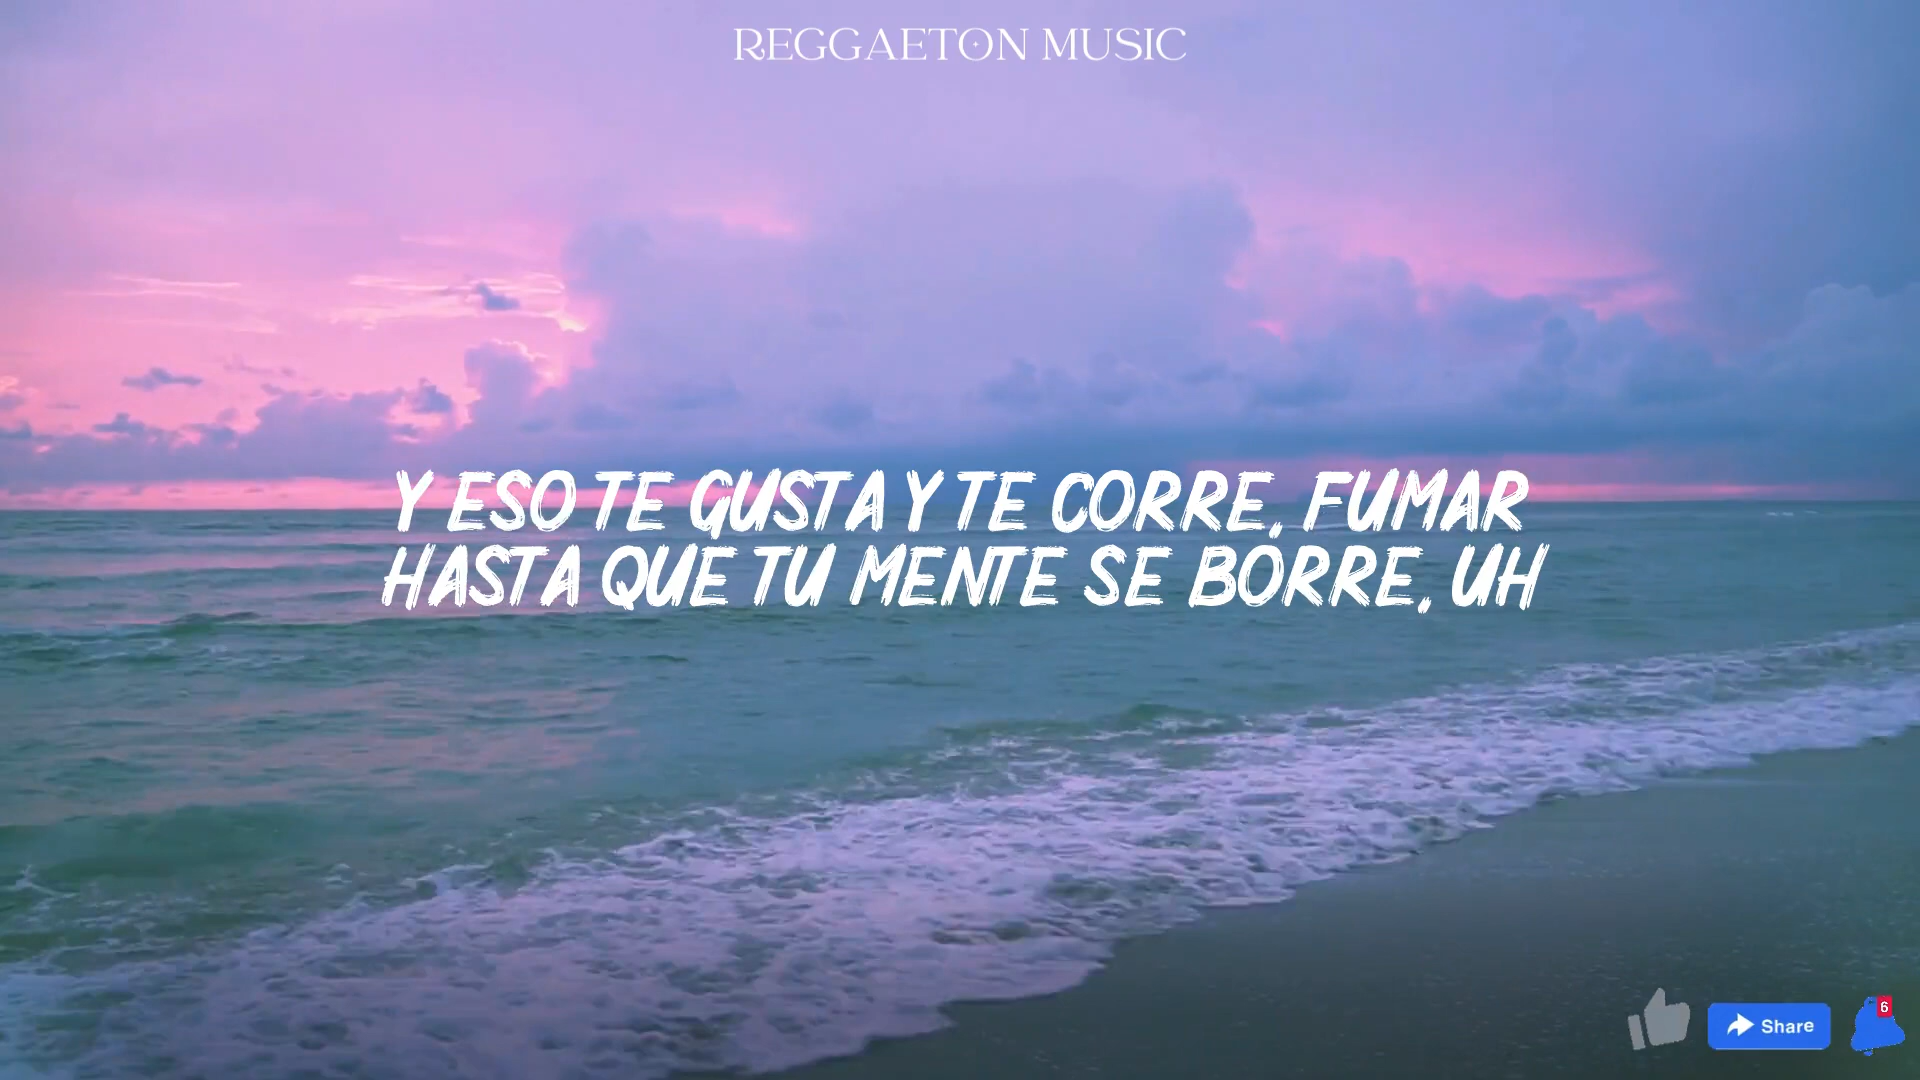 REGGAETON MUSIC
Y ESO TE GUSTA Y TE CORRE, FUMAR
HASTA QUE TU MENTE SE BORRE, UH
Share
6